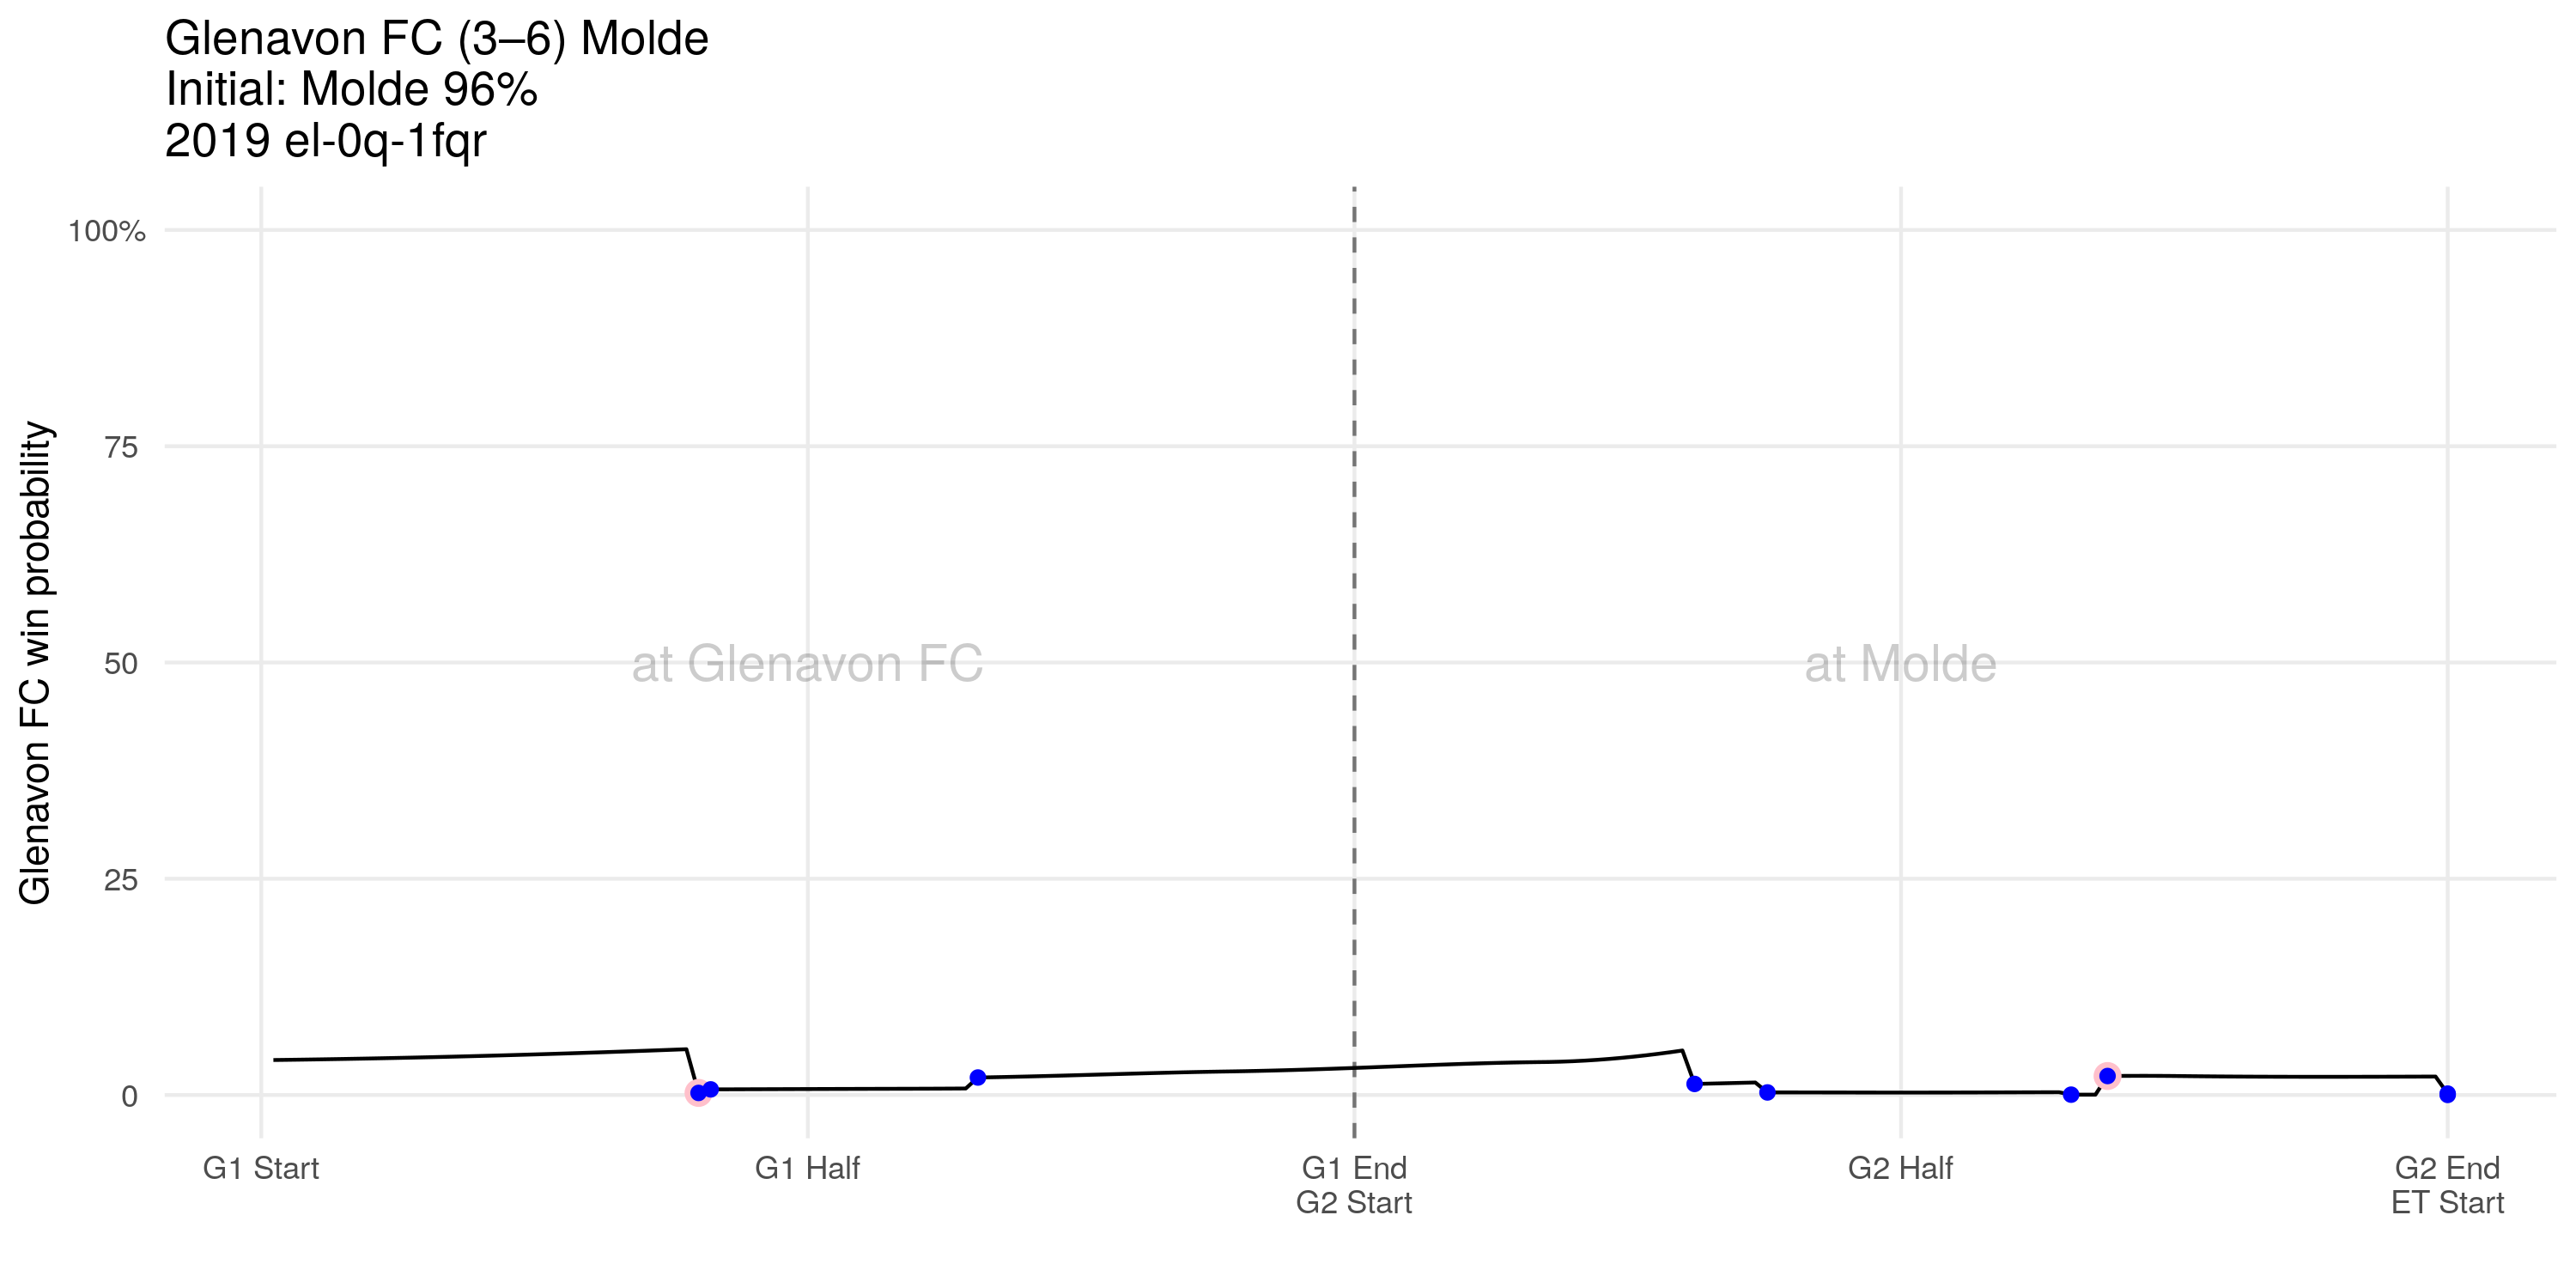 Glenavon FC (3–6) Molde
Initial: Molde 96%
2019 el-0q-1fqr
Glenavon FC win probability
100%
75
50
25
0
at Glenavon FC
at Molde
G1 Start
G1 Half
G1 End
G2 Start
G2 Half
G2 End
ET Start